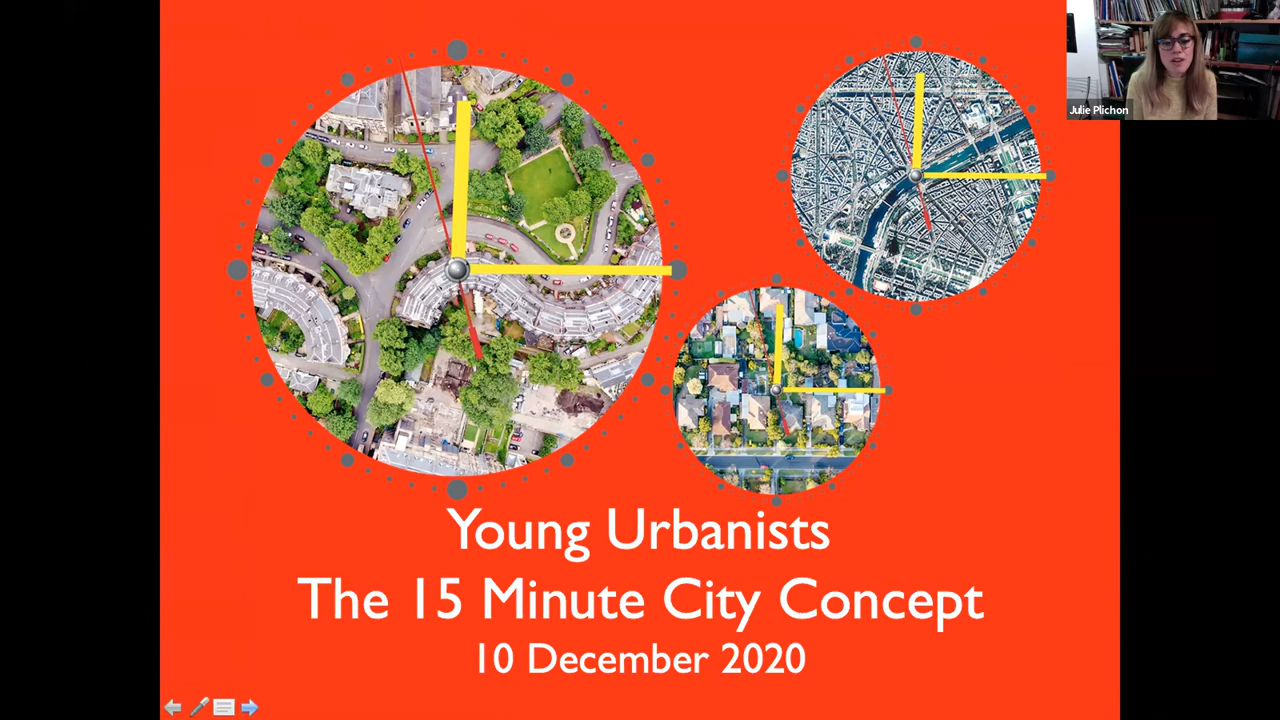 Julie Plichon
Young Urbanists
The 15 Minute City Concept
10 December 2020